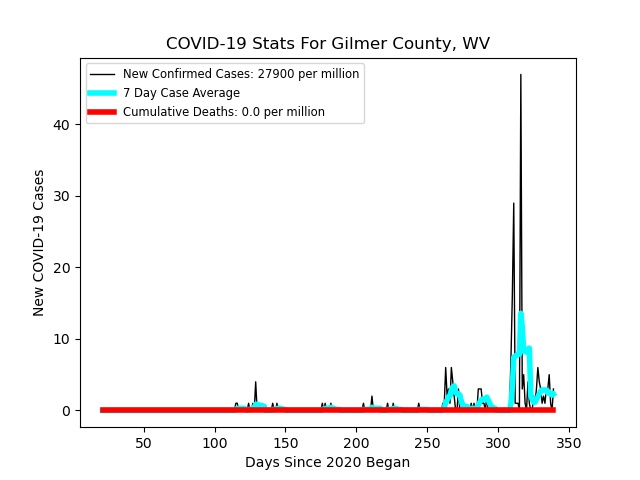 COVID-19 Stats For Gilmer County, WV
New Confirmed Cases: 27900 per million
7 Day Case Average
Cumulative Deaths: 0.0 per million
New COVID-19 Cases
40
30
20
10
0
50 100 150 200 250 300 350
Days Since 2020 Began